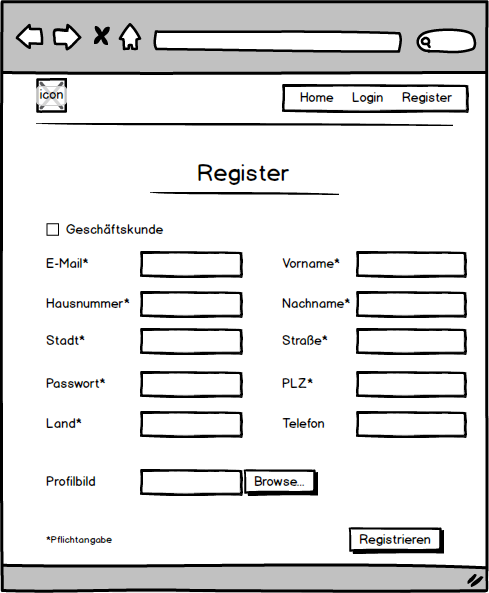 icon
Home Login Register
Register
Geschäftskunde
E-Mail* Vorname*
Hausnummer* Nachname*
Stadt* Straße*
Passwort* PLZ*
Land* Telefon
Profilbild Browse...
*Pflichtangabe Registrieren